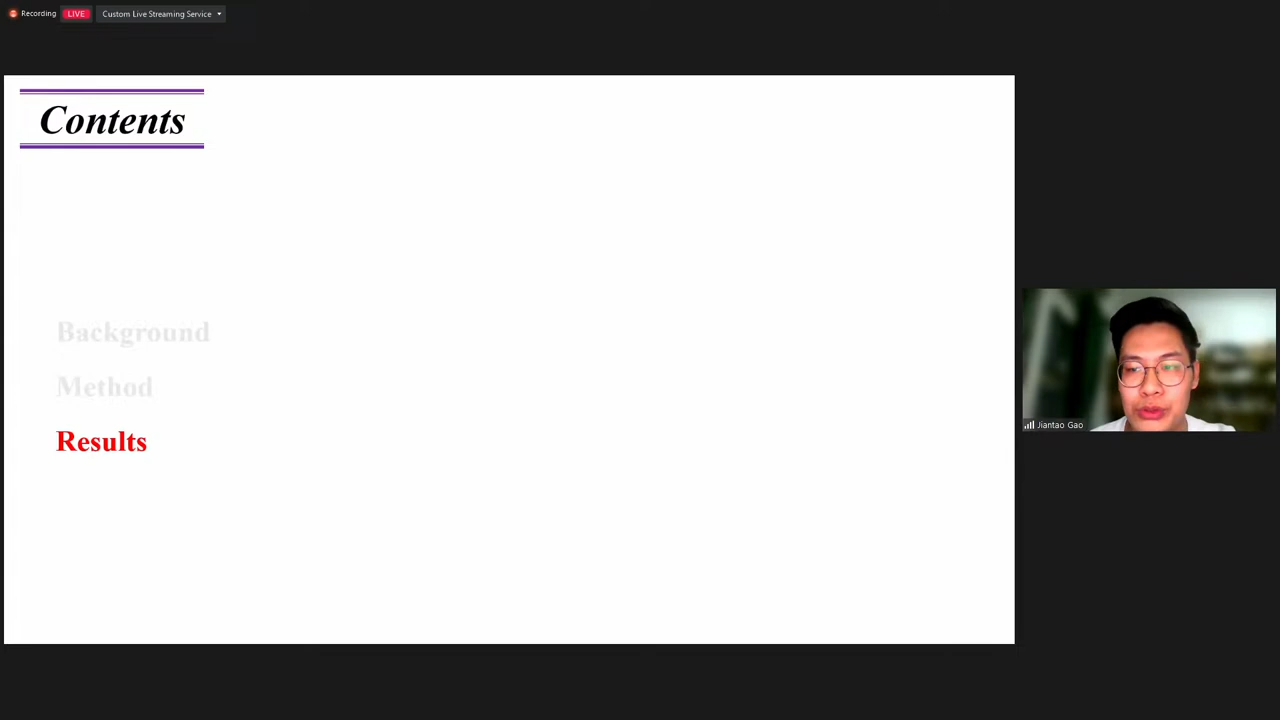 Recording
LIVE
Custom Live Streaming Service
Contents
Background
Method
Results
Jiantao Gao